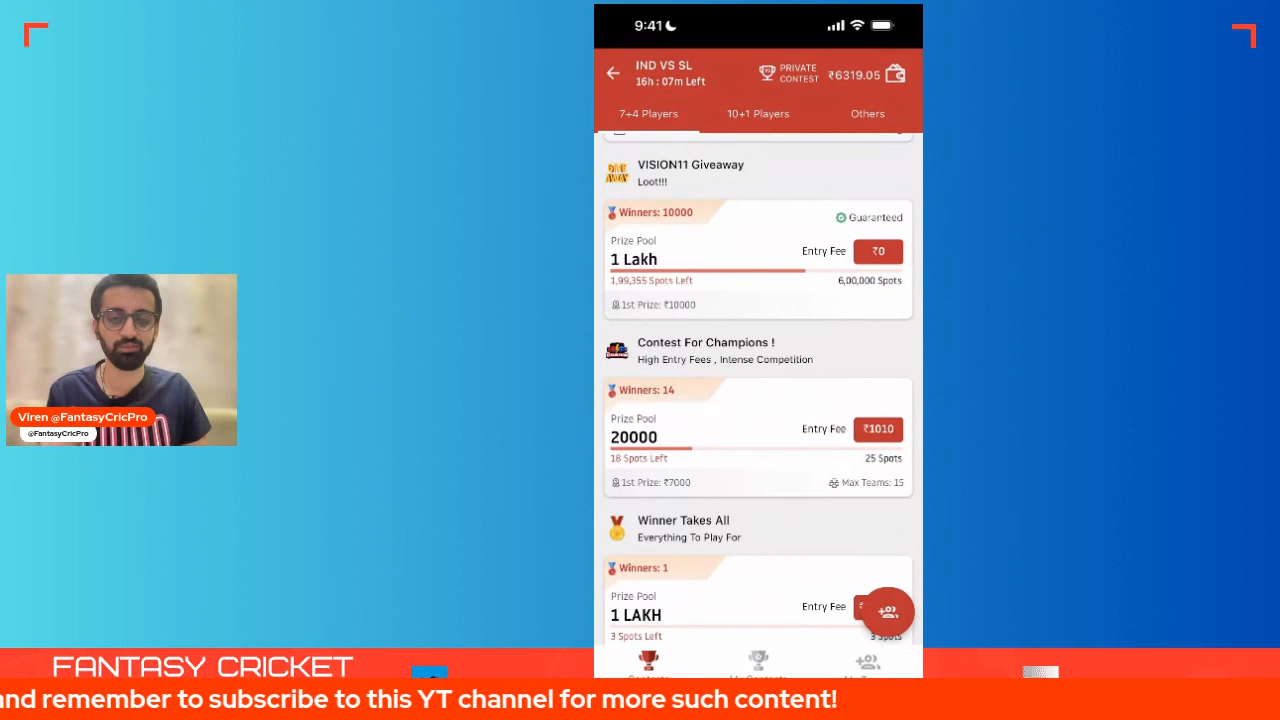 9:41
IND VS SL
16h : 07m Left
PRIVATE
CONTEST
₹6319.05
7+4 Players
10+1 Players
Others
VISION11 Giveaway
Loot!!!
Winners: 10000
Guaranteed
Prize Pool
1 Lakh
Entry Fee
₹0
1,99,355 Spots Left
6,00,000 Spots
1st Prize: ₹10000
Contest For Champions !
High Entry Fees , Intense Competition
Winners: 14
Prize Pool
20000
Entry Fee
₹1010
18 Spots Left
25 Spots
1st Prize: ₹7000
Max Teams: 15
Winner Takes All
Everything To Play For
Winners: 1
Prize Pool
1 LAKH
Entry Fee
3 Spots Left
3 Spots
Viren @FantasyCricPro
@FantasyCricPro
FANTASY CRICKET
and remember to subscribe to this YT channel for more such content!